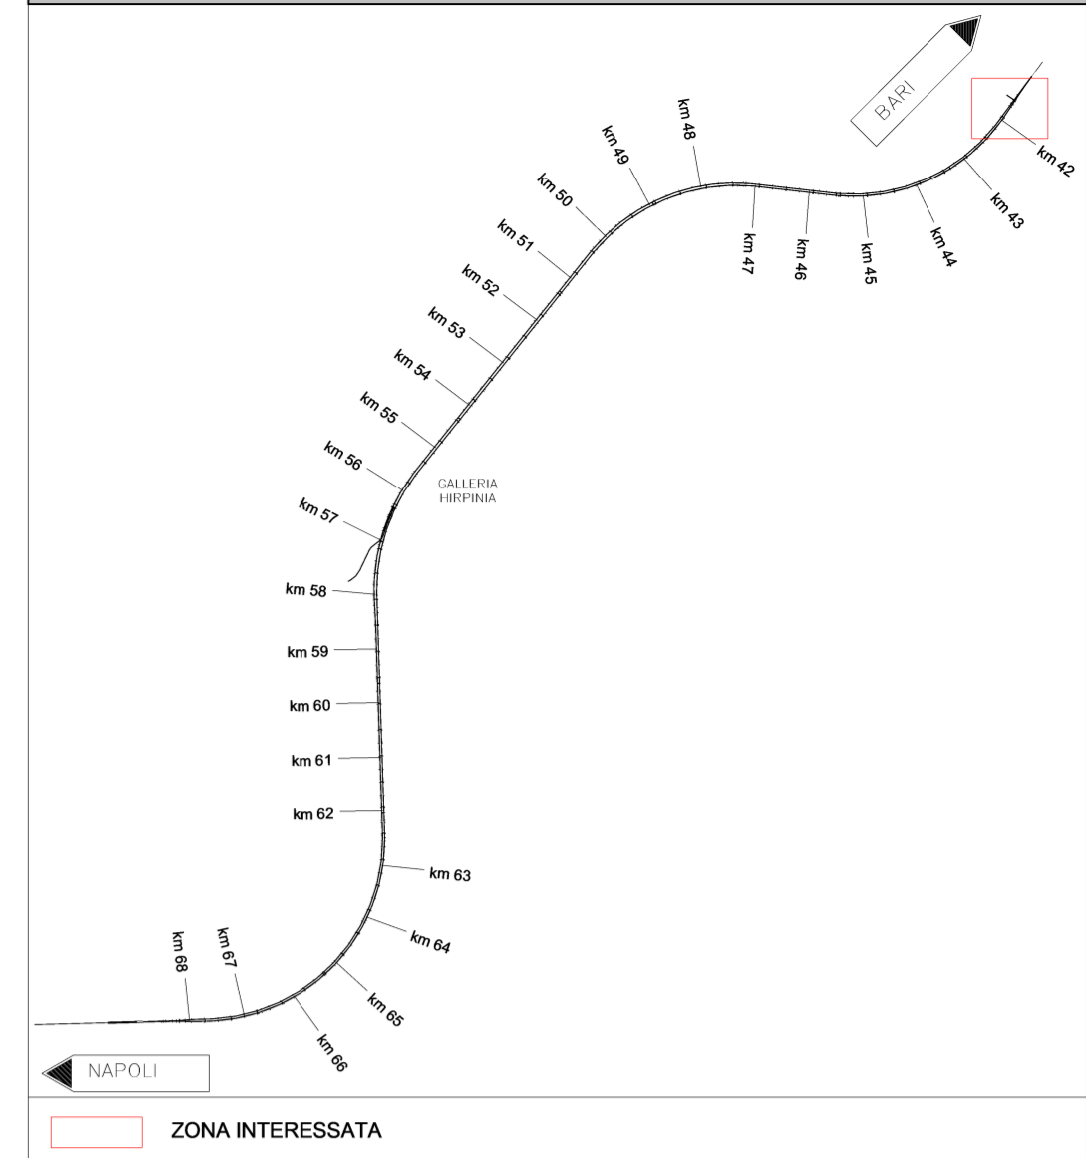 BARI
km 42
km 43
km 44
km 45
km 46
km 47
km 48
km 49
km 50
km 51
km 52
km 53
km 54
km 55
km 56
km 57
GALLERIA
HIRPINIA
km 58
km 59
km 60
km 61
km 62
km 63
km 64
km 65
km 66
km 67
km 68
NAPOLI
ZONA INTERESSATA